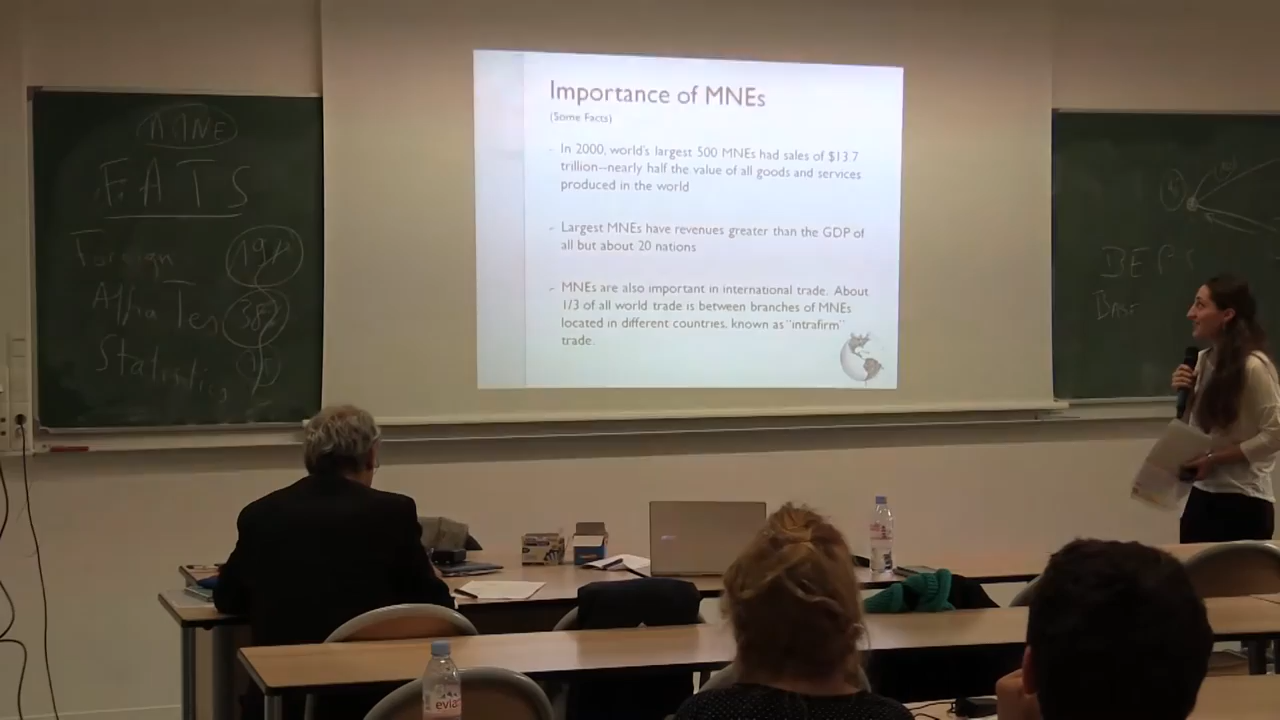 AMNE
FATS
Foreign
Affiliates
Statistics
Importance of MNEs
(Some Facts)
- In 2000, world's largest 500 MNEs had sales of $13.7
trillion--nearly half the value of all goods and services
produced in the world
- Largest MNEs have revenues greater than the GDP of
all but about 20 nations
- MNEs are also important in international trade. About
1/3 of all world trade is between branches of MNEs
located in different countries, known as "intrafirm"
trade.
BEPS
Base
evian